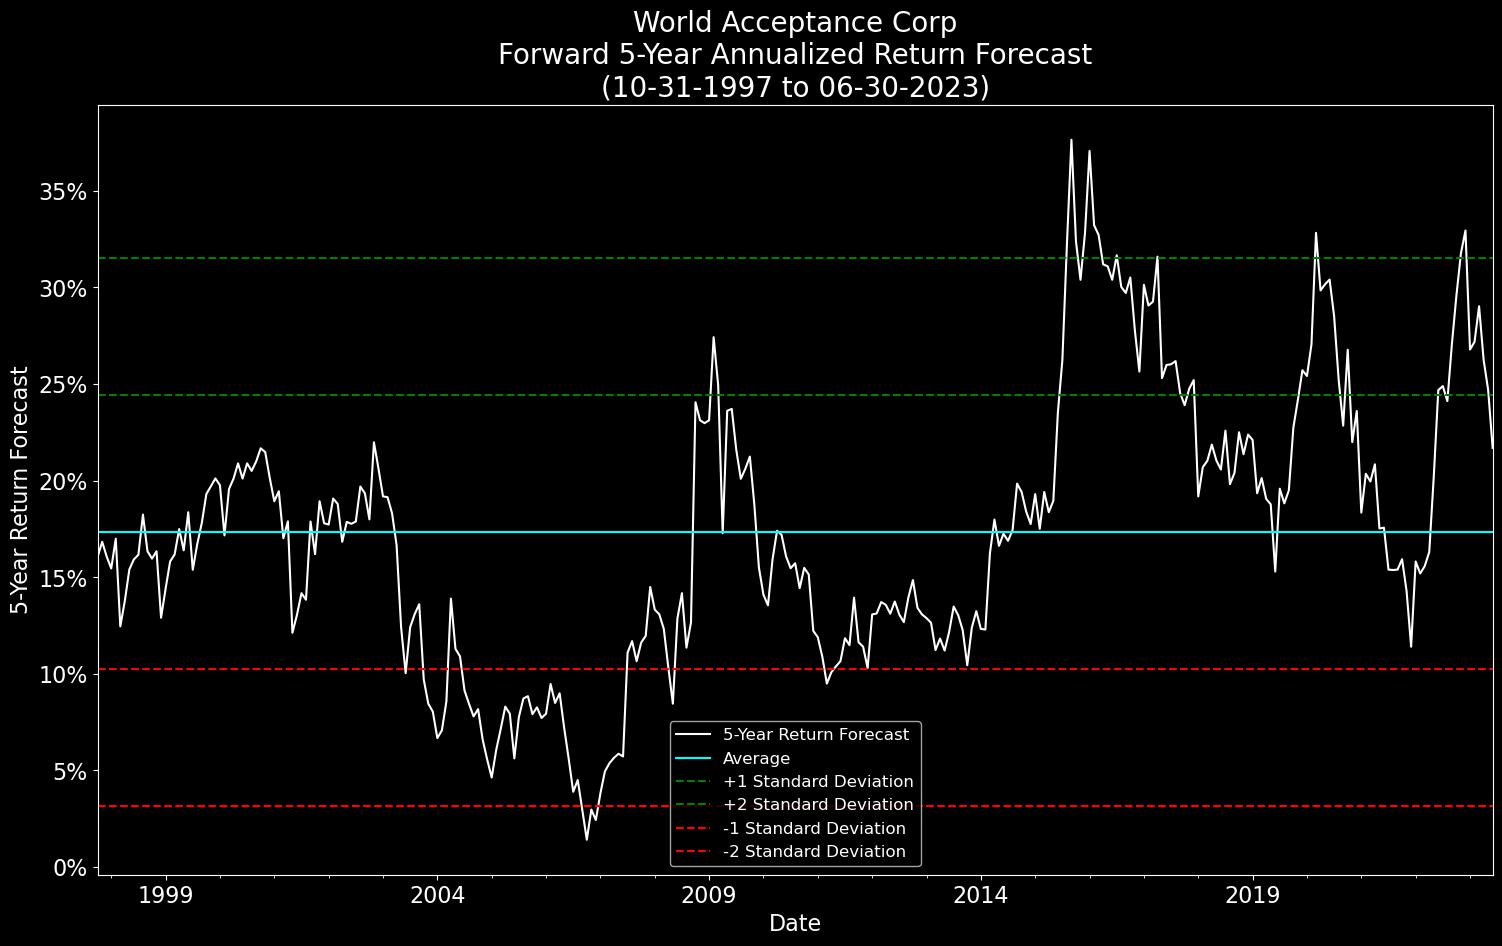 World Acceptance Corp
Forward 5-Year Annualized Return Forecast
(10-31-1997 to 06-30-2023)
5-Year Return Forecast
35%
30%
25%
20%
15%
10%
5%
0%
5-Year Return Forecast
Average
+1 Standard Deviation
+2 Standard Deviation
-1 Standard Deviation
-2 Standard Deviation
1999 2004 2009 2014 2019
Date